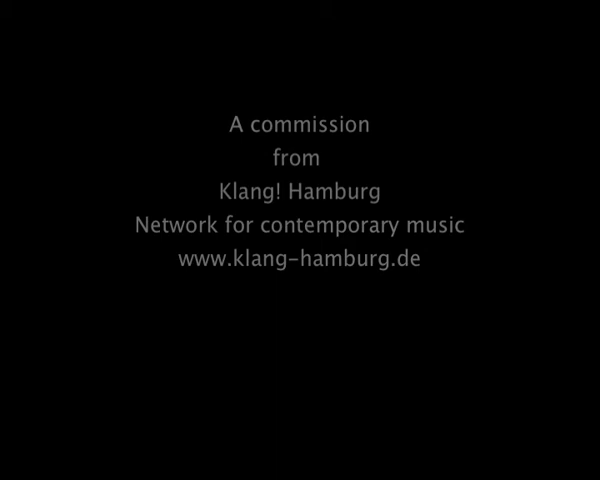 A commission
from
Klang! Hamburg
Network for contemporary music
www.klang-hamburg.de